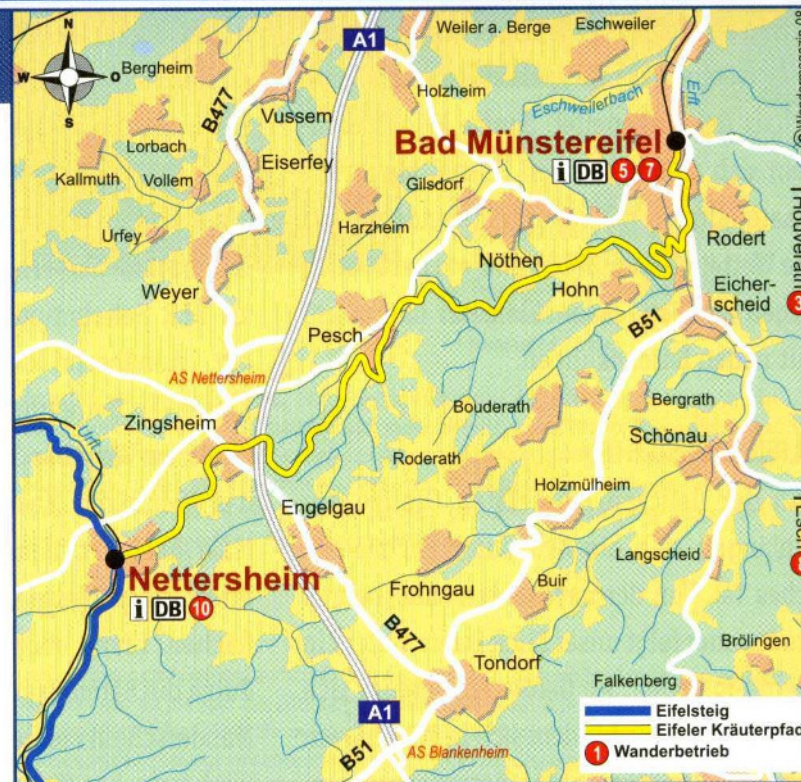 N
W
O
S
A1
Weiler a. Berge
Eschweiler
Bergheim
B477
Holzheim
Vussem
Eschweilerbach
Erft
Lorbach
Bad Münstereifel
Kallmuth
Vollem
Eiserfey
i DB 5 7
Gilsdorf
Urfey
Harzheim
Rodert
Nöthen
Weyer
Hohn
Eicher-
scheid
3
Houverath
Pesch
B51
AS Nettersheim
Zingsheim
Bouderath
Bergrath
Urft
Schönau
Roderath
Holzmülheim
Engelgau
Esch
Langscheid
Nettersheim
Frohngau
Buir
i DB 10
B477
Brölingen
Tondorf
Falkenberg
A1
Eifelsteig
Eifeler Kräuterpfad
B51
AS Blankenheim
1 Wanderbetrieb